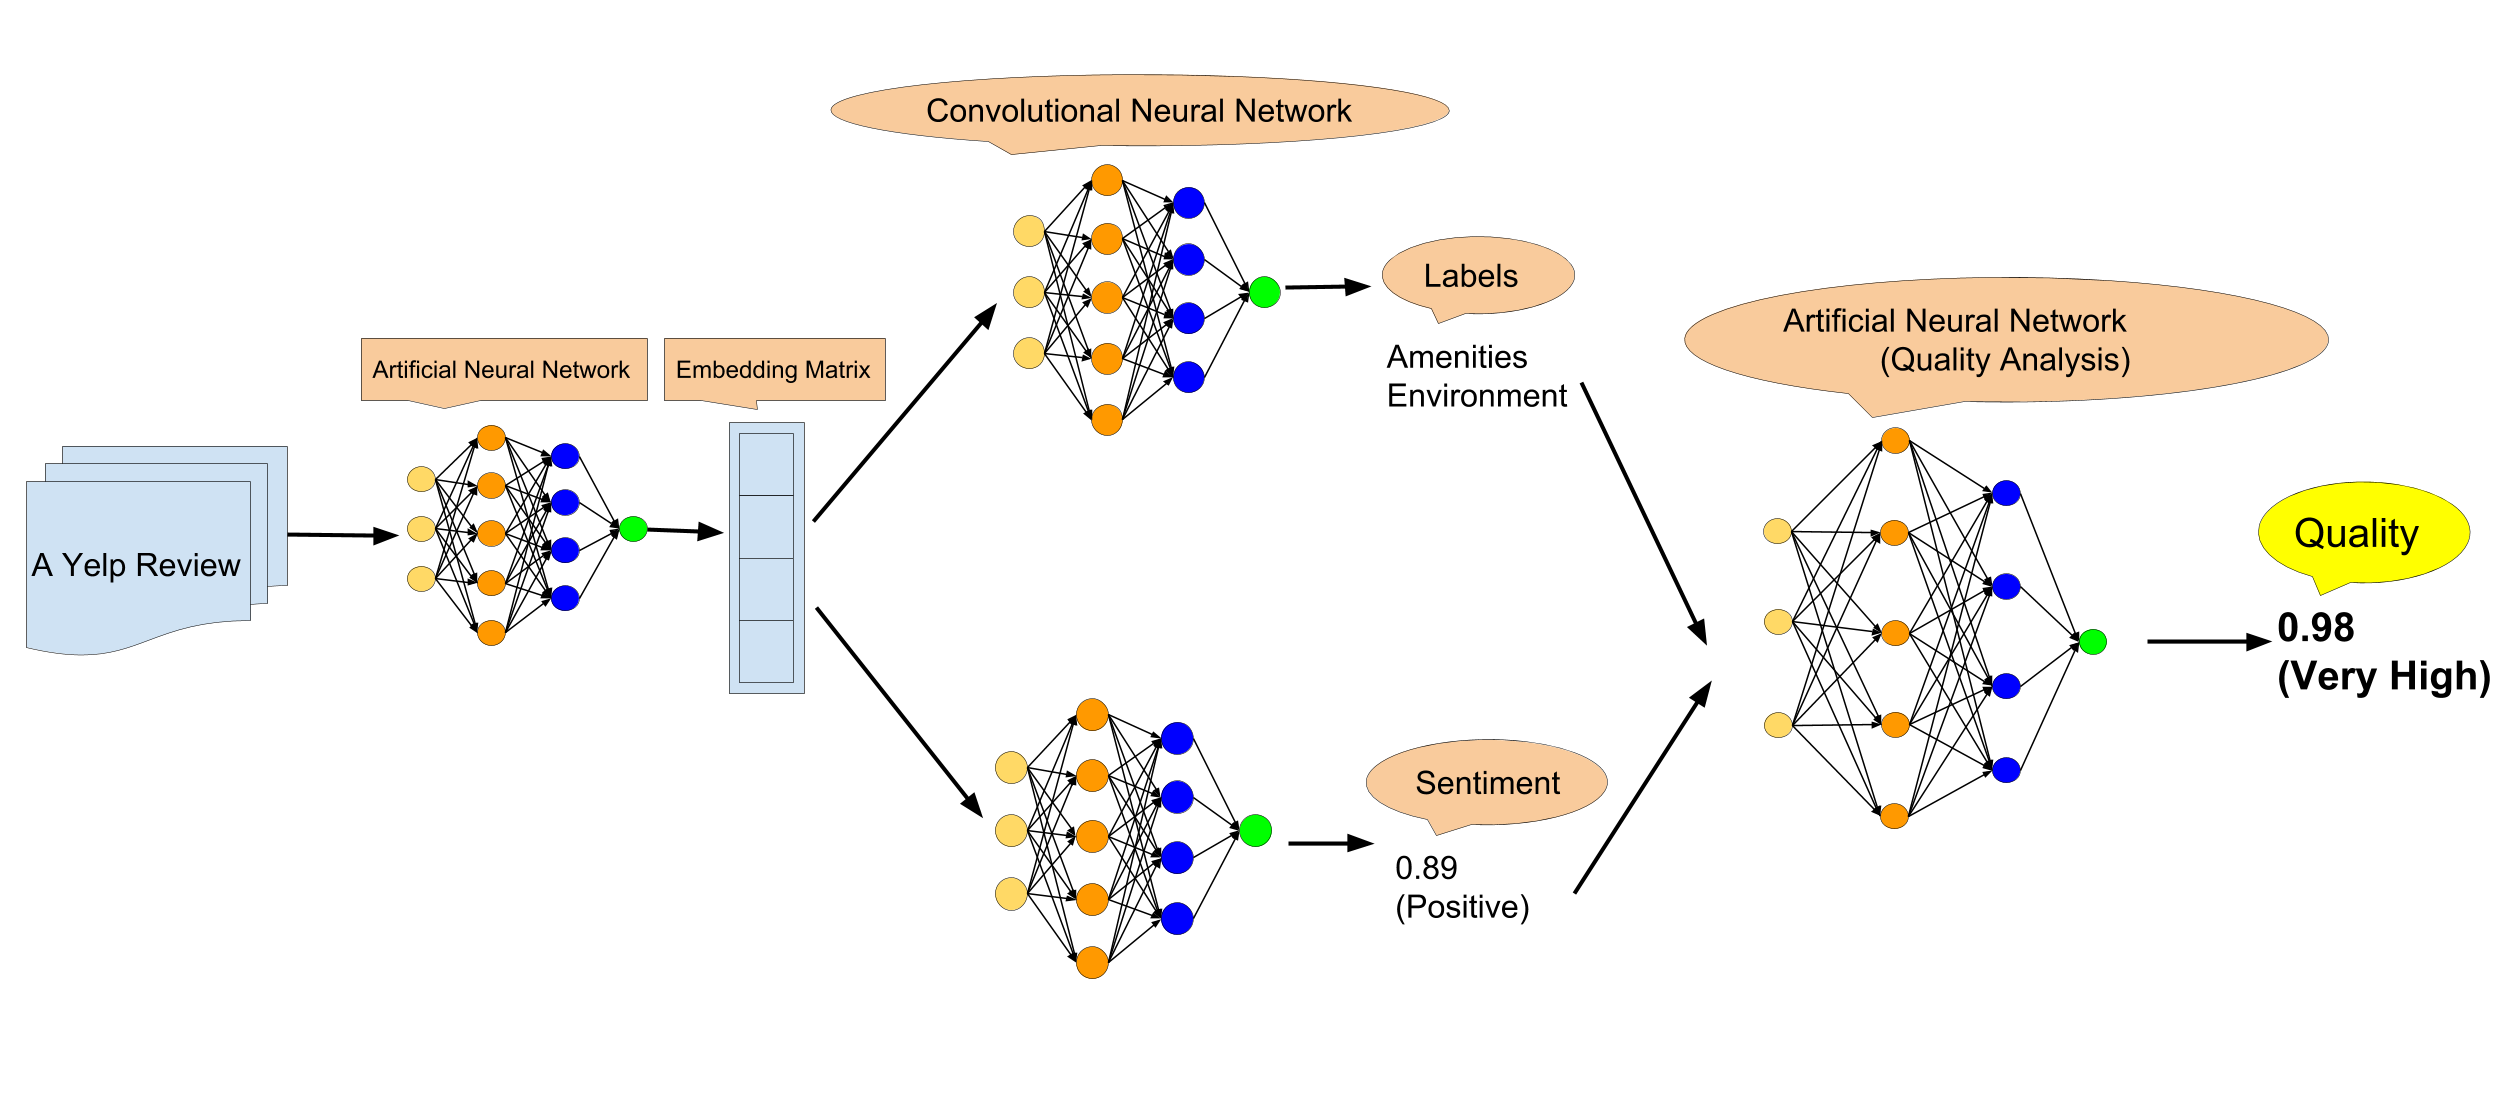 Convolutional Neural Network
Labels
Amenities
Environment
Artificial Neural Network
(Quality Analysis)
Artificial Neural Network
Embedding Matrix
A Yelp Review
Quality
0.98
(Very High)
Sentiment
0.89
(Positive)